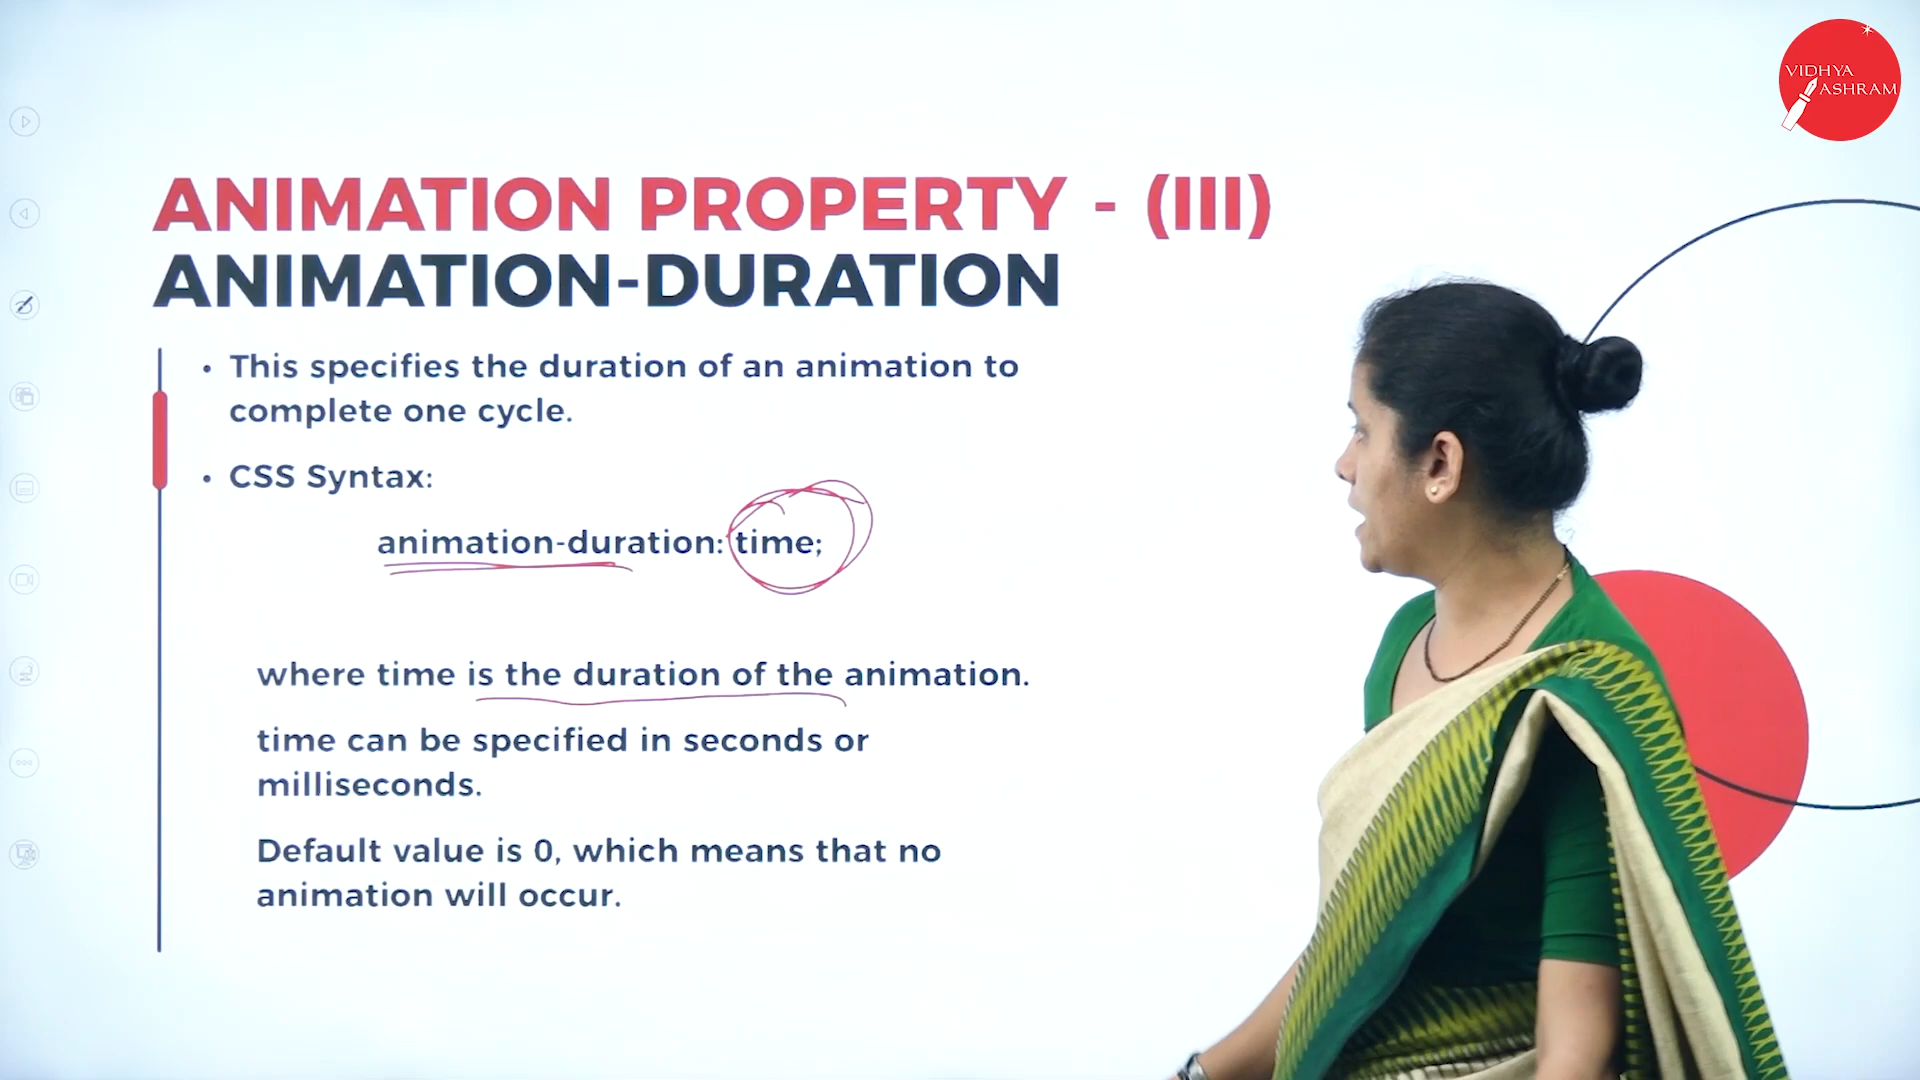 VIDHYA
ASHRAM
ANIMATION PROPERTY - (III)
ANIMATION-DURATION
• This specifies the duration of an animation to
complete one cycle.
• CSS Syntax:
animation-duration: time;
where time is the duration of the animation.
time can be specified in seconds or
milliseconds.
Default value is 0, which means that no
animation will occur.